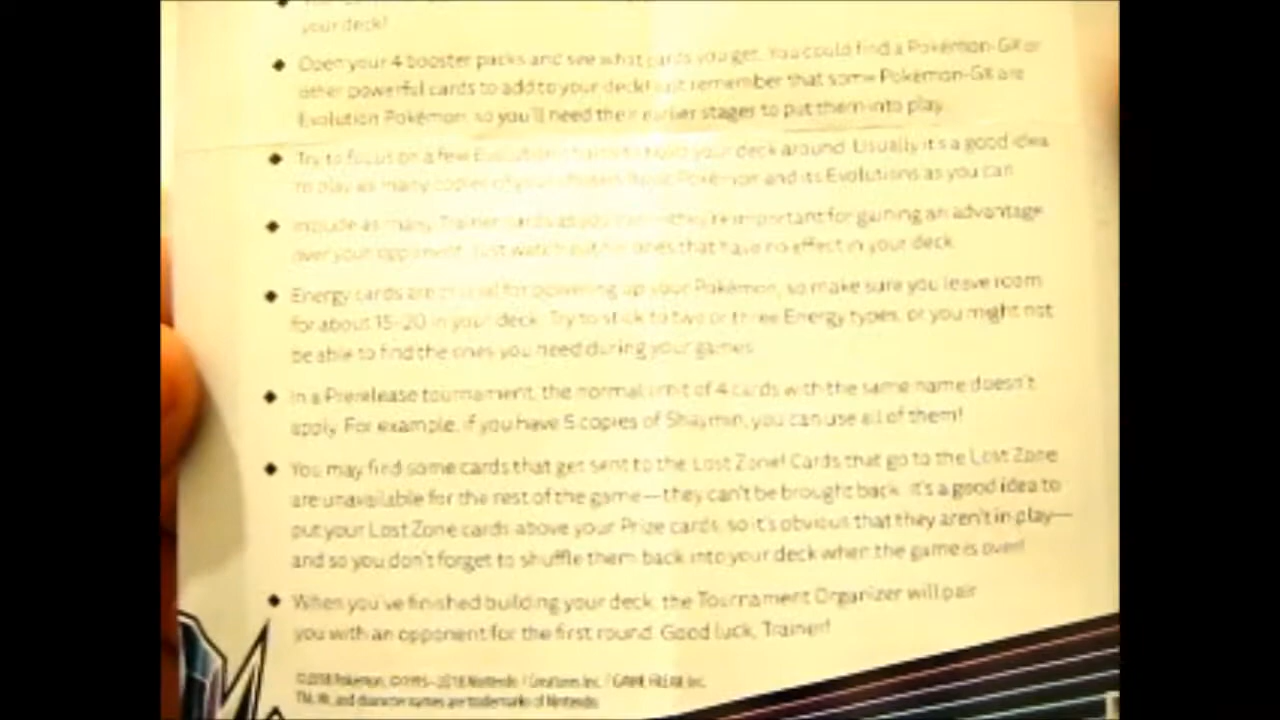 your deck!
◆ Open your 4 booster packs and see what cards you get. You could find a Pokémon-GX or
other powerful cards to add to your deck! Just remember that some Pokémon-GX are
Evolution Pokémon, so you'll need their earlier stages to put them into play.
◆ Try to focus on a few Evolution to build your deck around. Usually it's a good idea
to play as many copies of your chosen Basic Pokémon and its Evolutions as you can.
◆ Include as many Trainer cards as you can—they're important for gaining an advantage
over your opponent. Just watch out for ones that have no effect in your deck.
◆ Energy cards are crucial for powering up your Pokémon, so make sure you leave room
for about 15–20 in your deck. Try to stick to two or three Energy types, or you might not
be able to find the ones you need during your games.
◆ In a Prerelease tournament, the normal limit of 4 cards with the same name doesn't
apply. For example, if you have 5 copies of Shaymin, you can use all of them!
◆ You may find some cards that get sent to the Lost Zone! Cards that go to the Lost Zone
are unavailable for the rest of the game—they can't be brought back. It's a good idea to
put your Lost Zone cards above your Prize cards, so it's obvious that they aren't in play—
and so you don't forget to shuffle them back into your deck when the game is over!
◆ When you've finished building your deck, the Tournament Organizer will pair
you with an opponent for the first round. Good luck, Trainer!
©2018 Pokémon. ©1995–2018 Nintendo / Creatures Inc. / GAME FREAK Inc.
TM, ®, and character names are trademarks of Nintendo.